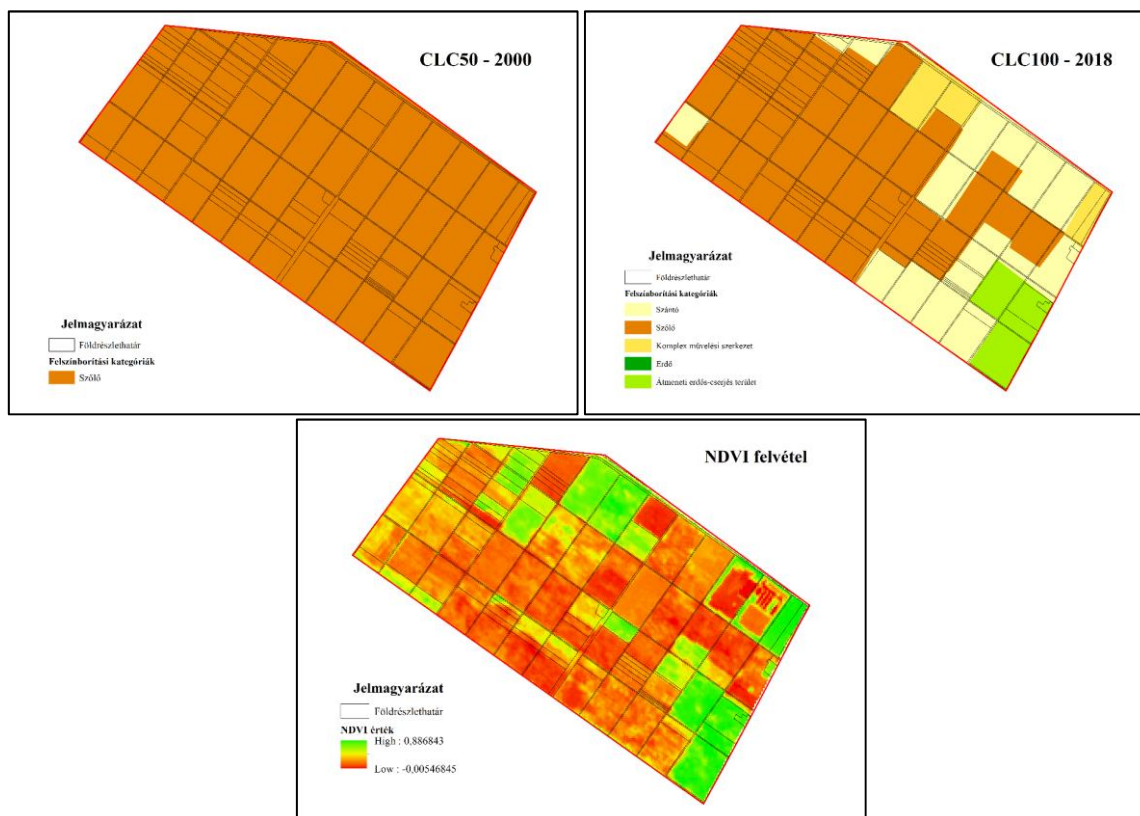 CLC50 - 2000
Jelmagyarázat
Földrészlethatár
Felszínborítási kategóriák
Szőlő
CLC100 - 2018
Jelmagyarázat
Földrészlethatár
Felszínborítási kategóriák
Szántó
Szőlő
Komplex művelési szerkezet
Erdő
Átmeneti erdős-cserjés terület
NDVI felvétel
Jelmagyarázat
Földrészlethatár
NDVI érték
High : 0,886843
Low : -0,00546845